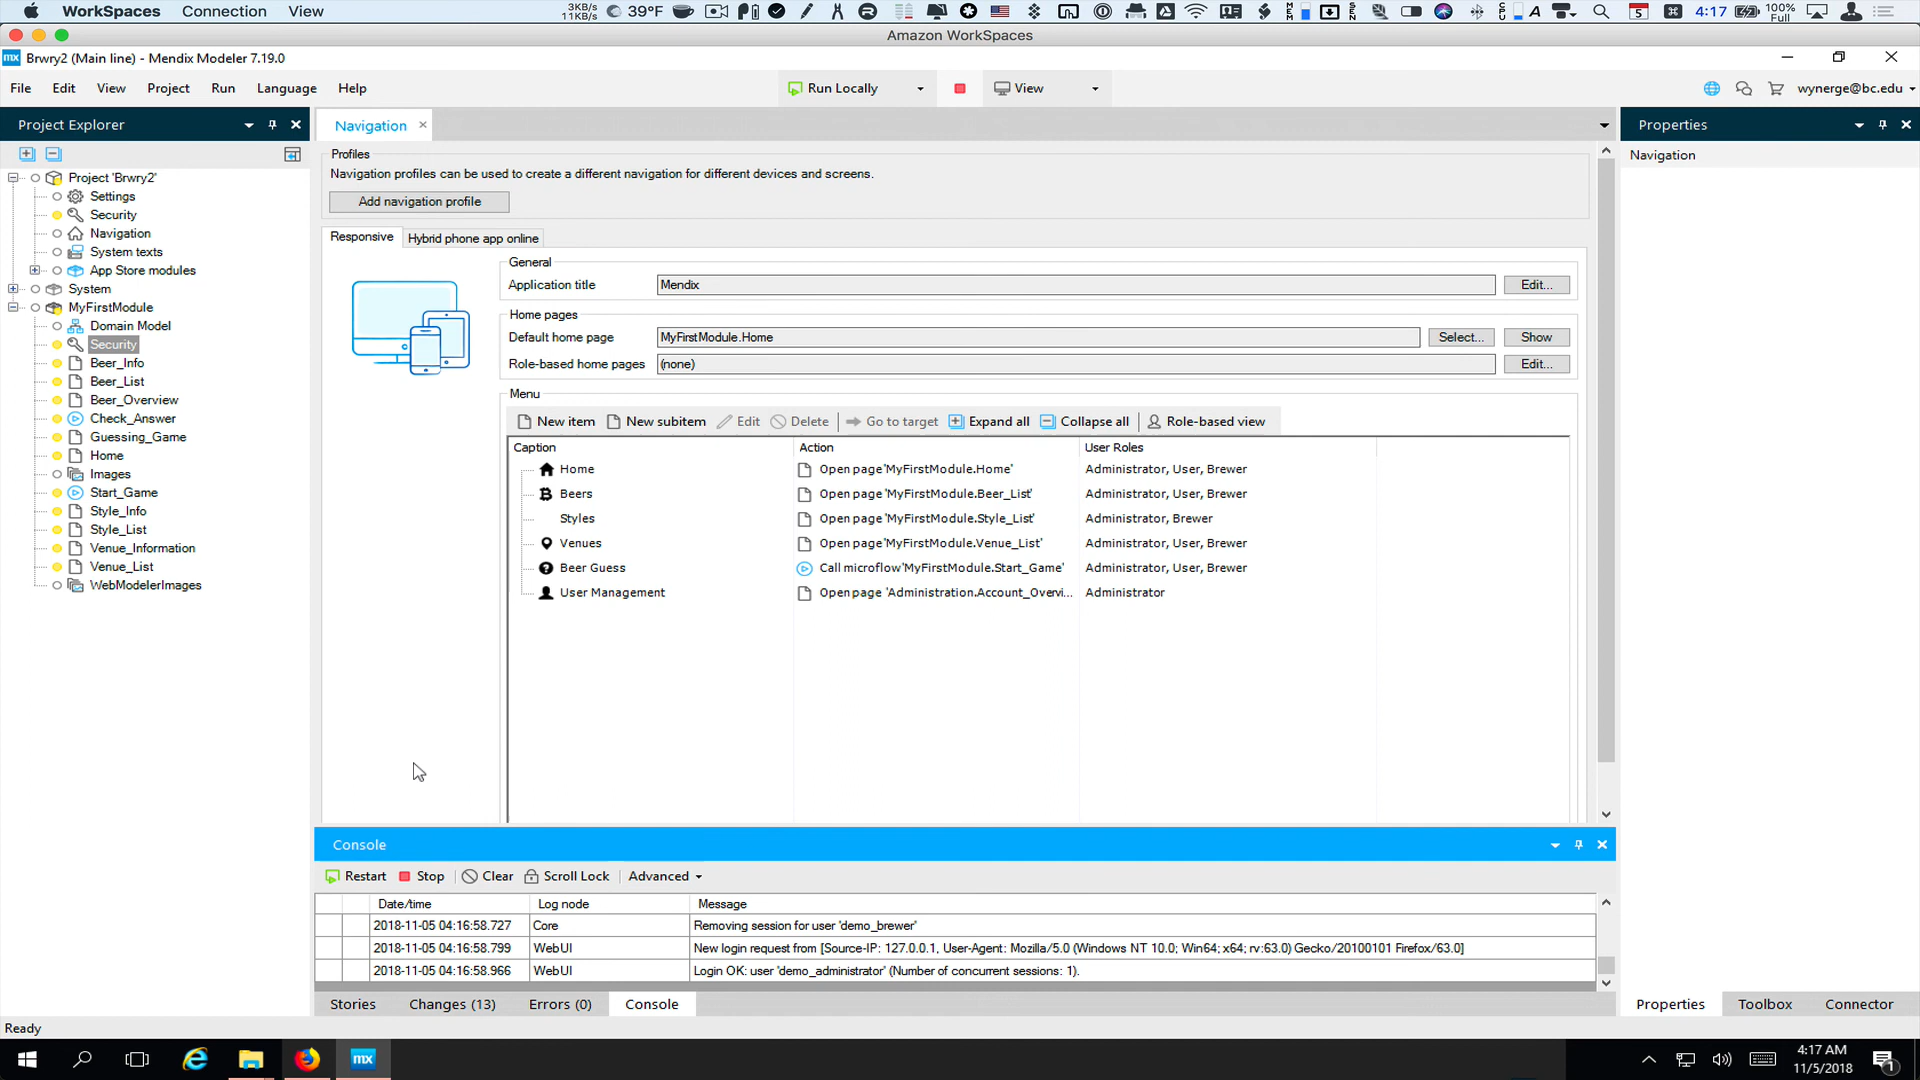 WorkSpaces Connection View 3KB/s 11KB/s 39°F MEM SEN CPU A 5 4:17 100% Full
Amazon WorkSpaces
mx Brwry2 (Main line) - Mendix Modeler 7.19.0
File Edit View Project Run Language Help Run Locally View wynerge@bc.edu
Project Explorer
Navigation
Properties
Profiles
Navigation
Navigation profiles can be used to create a different navigation for different devices and screens.
Add navigation profile
Project 'Brwry2'
Settings
Security
Navigation
System texts
App Store modules
System
MyFirstModule
Domain Model
Security
Beer_Info
Beer_List
Beer_Overview
Check_Answer
Guessing_Game
Home
Images
Start_Game
Style_Info
Style_List
Venue_Information
Venue_List
WebModelerImages
Responsive Hybrid phone app online
General
Application title Mendix Edit...
Home pages
Default home page MyFirstModule.Home Select... Show
Role-based home pages (none) Edit...
Menu
New item New subitem Edit Delete Go to target Expand all Collapse all Role-based view
Caption Action User Roles
Home Open page 'MyFirstModule.Home' Administrator, User, Brewer
Beers Open page 'MyFirstModule.Beer_List' Administrator, User, Brewer
Styles Open page 'MyFirstModule.Style_List' Administrator, Brewer
Venues Open page 'MyFirstModule.Venue_List' Administrator, User, Brewer
Beer Guess Call microflow 'MyFirstModule.Start_Game' Administrator, User, Brewer
User Management Open page 'Administration.Account_Overvi... Administrator
Console
Restart Stop Clear Scroll Lock Advanced
Date/time Log node Message
2018-11-05 04:16:58.727 Core Removing session for user 'demo_brewer'
2018-11-05 04:16:58.799 WebUI New login request from [Source-IP: 127.0.0.1, User-Agent: Mozilla/5.0 (Windows NT 10.0; Win64; x64; rv:63.0) Gecko/20100101 Firefox/63.0]
2018-11-05 04:16:58.966 WebUI Login OK: user 'demo_administrator' (Number of concurrent sessions: 1).
Stories Changes (13) Errors (0) Console
Properties Toolbox Connector
Ready
mx
4:17 AM
11/5/2018
1